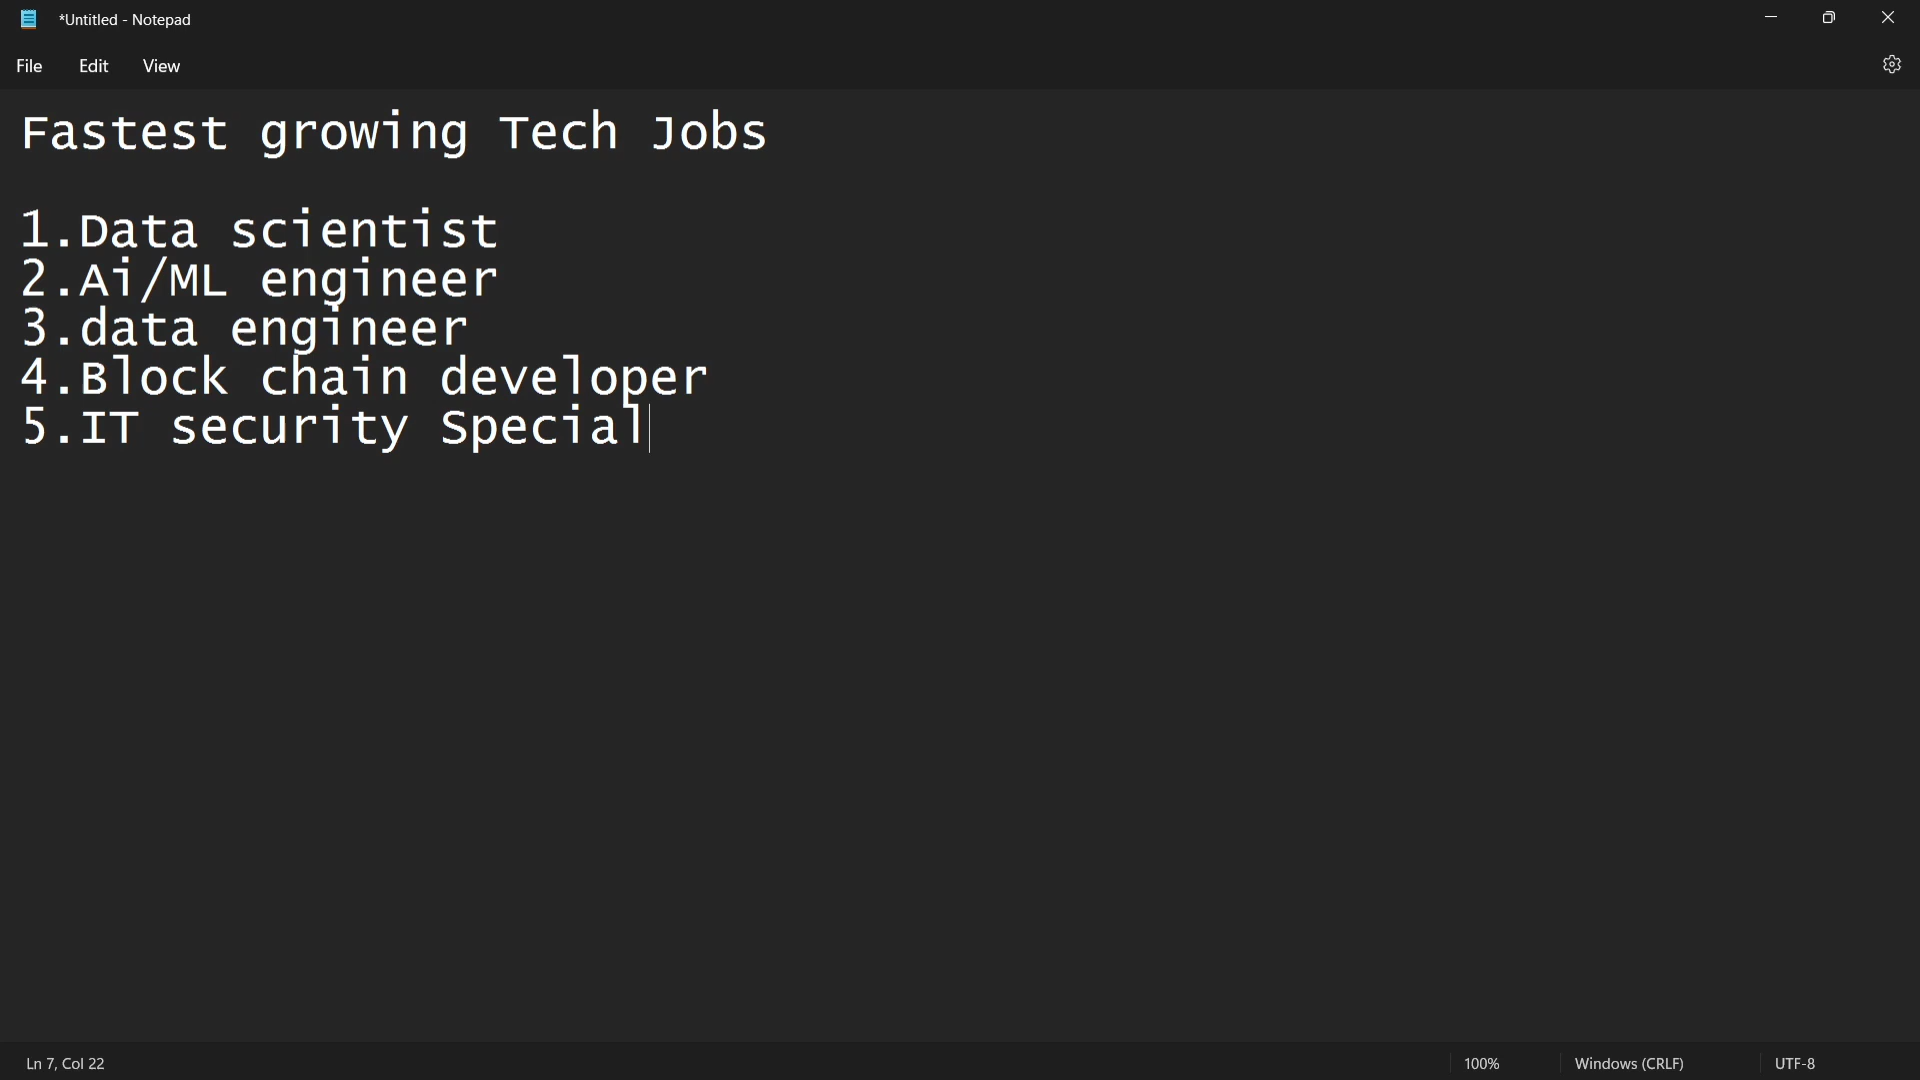 *Untitled - Notepad
File Edit View
Fastest growing Tech Jobs
1.Data scientist
2.Ai/ML engineer
3.data engineer
4.Block chain developer
5.IT security Special
Ln 7, Col 22 100% Windows (CRLF) UTF-8